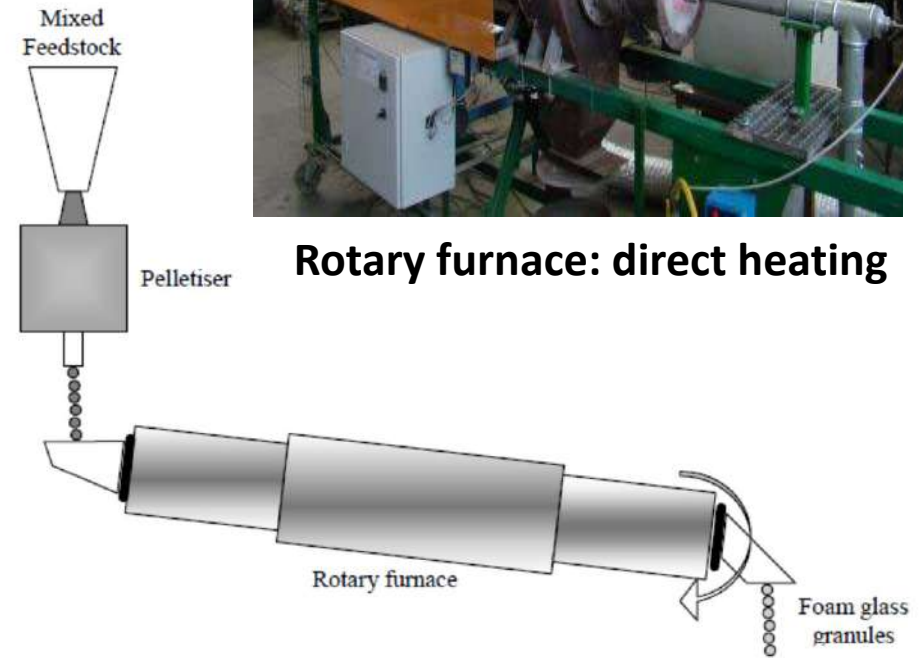 Mixed
Feedstock
Pelletiser
Rotary furnace: direct heating
Rotary furnace
Foam glass
granules